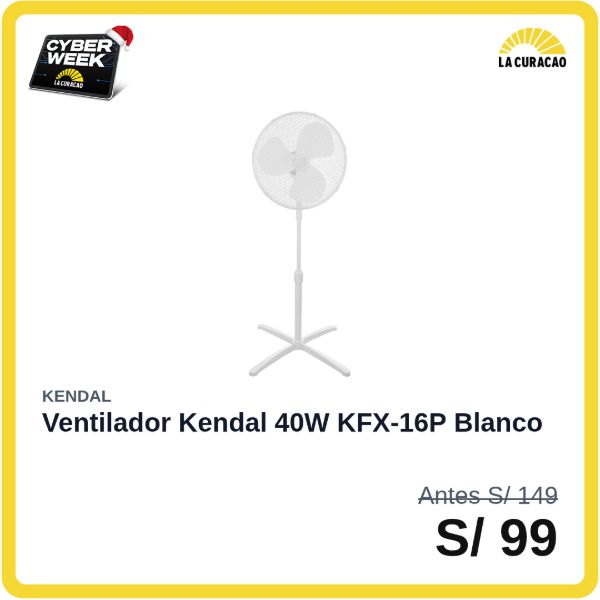 CYBER
WEEK
LA CURACAO
LA CURACAO
KENDAL
Ventilador Kendal 40W KFX-16P Blanco
Antes S/ 149
S/ 99